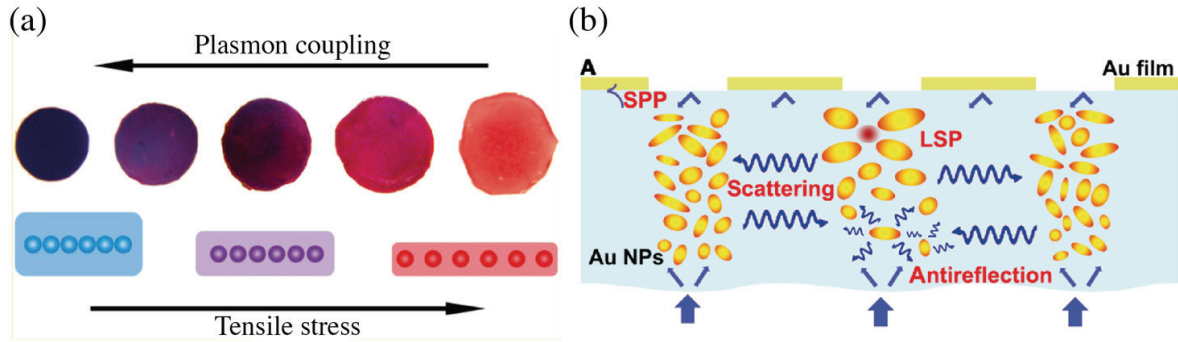 (a)
Plasmon coupling
Tensile stress
(b)
A
Au film
SPP
LSP
Scattering
Au NPs
Antireflection